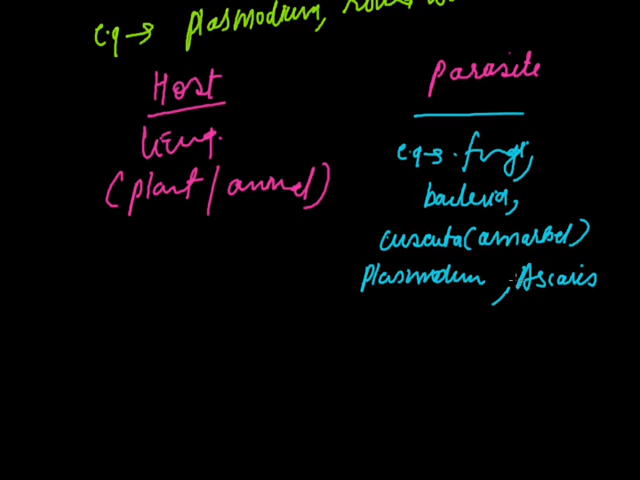 e.g → Plasmodium,
Host
Parasite
living.
(plant/animal)
e.g → fungi,
bacteria,
cuscuta (amarbel)
Plasmodium, Ascaris